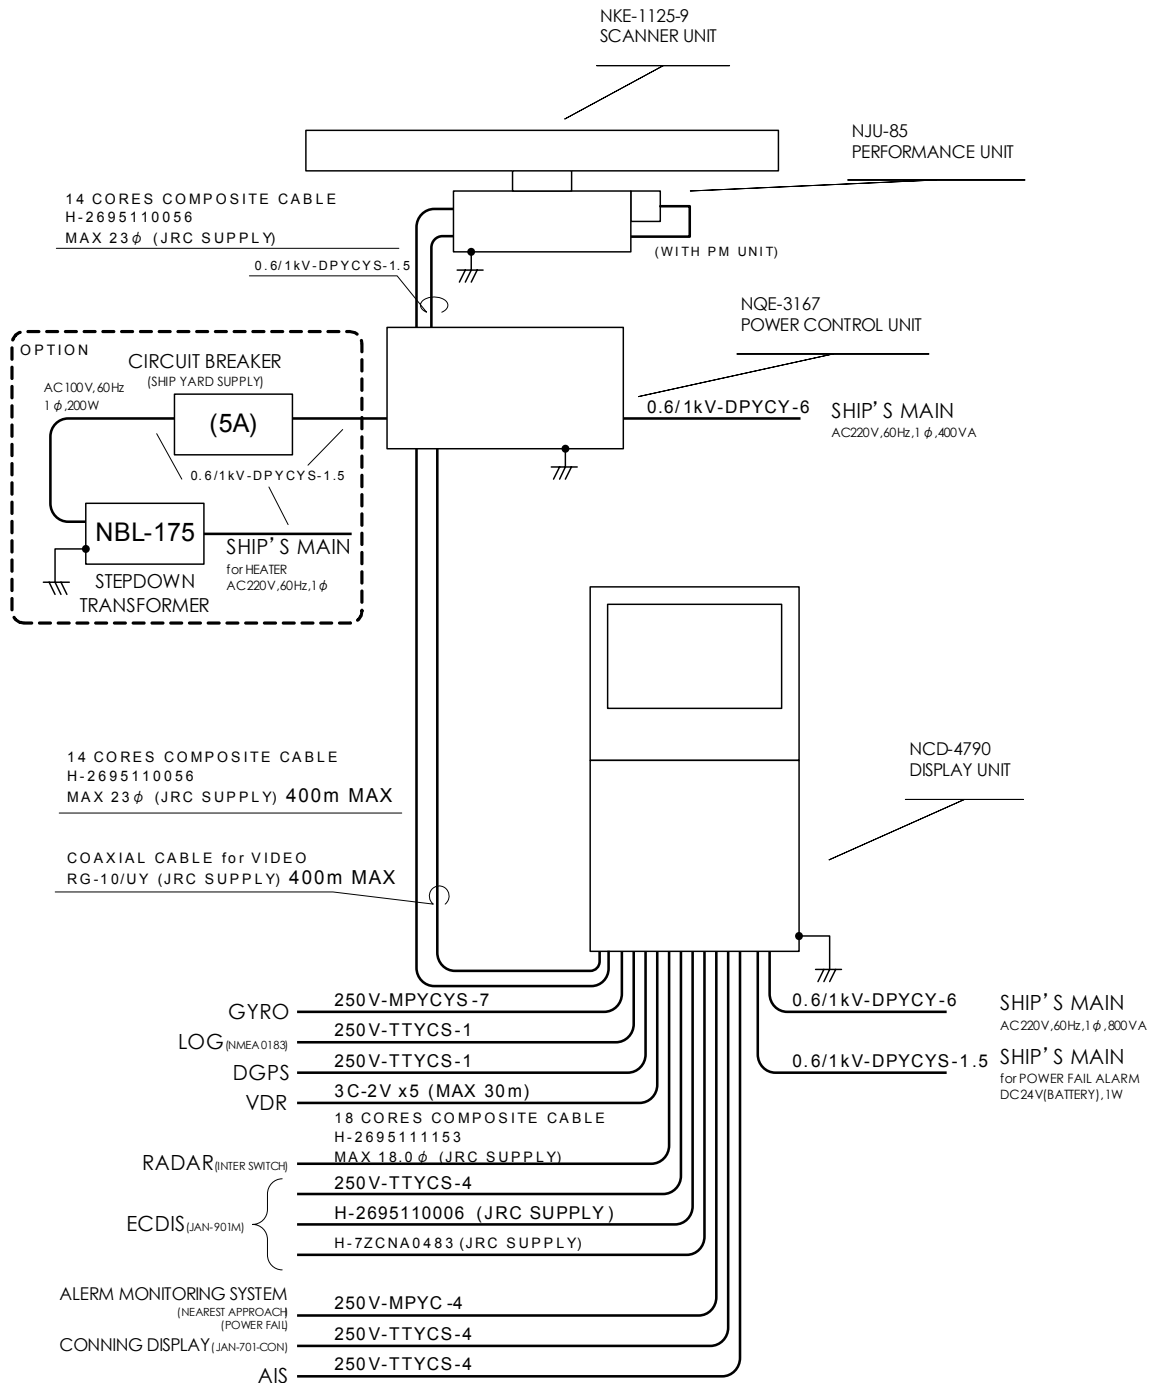 NKE-1125-9
SCANNER UNIT
NJU-85
PERFORMANCE UNIT
14 CORES COMPOSITE CABLE
H-2695110056
MAX 23φ (JRC SUPPLY)
(WITH PM UNIT)
0.6/1kV-DPYCYS-1.5
NQE-3167
POWER CONTROL UNIT
OPTION
CIRCUIT BREAKER
(SHIP YARD SUPPLY)
AC100V,60Hz
1φ,200W
(5A)
0.6/1kV-DPYCY-6
SHIP'S MAIN
AC220V,60Hz,1φ,400VA
0.6/1kV-DPYCYS-1.5
NBL-175
SHIP'S MAIN
for HEATER
AC220V,60Hz,1φ
STEPDOWN
TRANSFORMER
14 CORES COMPOSITE CABLE
H-2695110056
MAX 23φ (JRC SUPPLY) 400m MAX
NCD-4790
DISPLAY UNIT
COAXIAL CABLE for VIDEO
RG-10/UY (JRC SUPPLY) 400m MAX
GYRO 250V-MPYCYS-7
LOG(NMEA0183) 250V-TTYCS-1
DGPS 250V-TTYCS-1
VDR 3C-2V x5 (MAX 30m)
18 CORES COMPOSITE CABLE
H-2695111153
RADAR(INTER SWITCH) MAX 18.0φ (JRC SUPPLY)
250V-TTYCS-4
ECDIS(JAN-901M) H-2695110006 (JRC SUPPLY)
H-7ZCNA0483 (JRC SUPPLY)
0.6/1kV-DPYCY-6 SHIP'S MAIN
AC220V,60Hz,1φ,800VA
0.6/1kV-DPYCYS-1.5 SHIP'S MAIN
for POWER FAIL ALARM
DC24V(BATTERY),1W
ALERM MONITORING SYSTEM
(NEAREST APPROACH)
(POWER FAIL)
250V-MPYC-4
CONNING DISPLAY(JAN-701-CON) 250V-TTYCS-4
AIS 250V-TTYCS-4